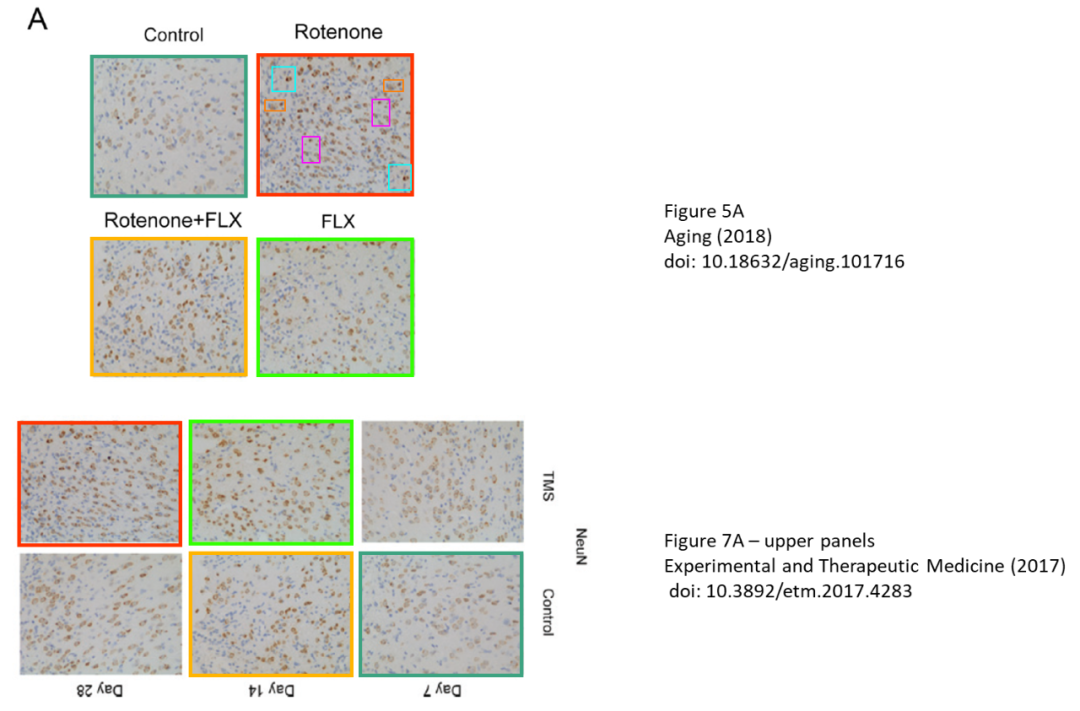 A
Control
Rotenone
Rotenone+FLX
FLX
Figure 5A
Aging (2018)
doi: 10.18632/aging.101716
TMS
NeuN
Control
Day 28
Day 14
Day 7
Figure 7A – upper panels
Experimental and Therapeutic Medicine (2017)
doi: 10.3892/etm.2017.4283